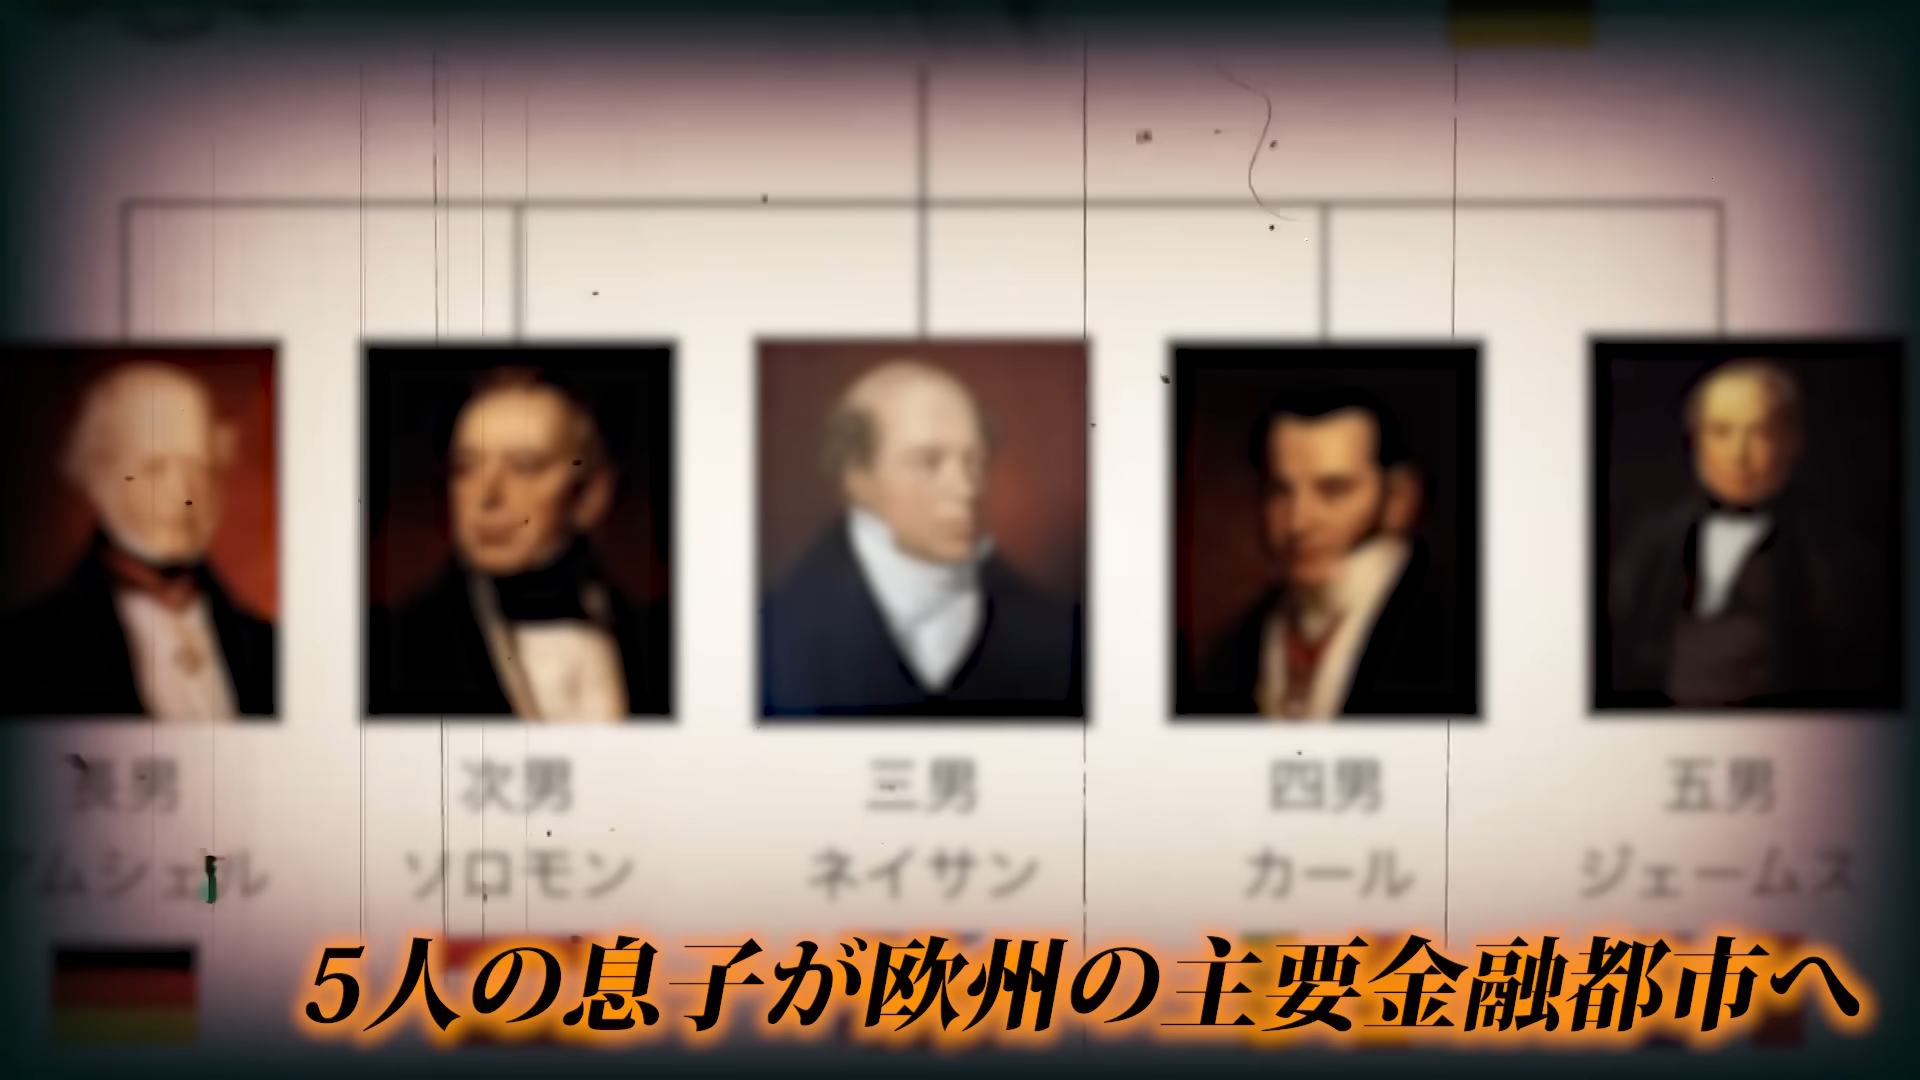 長男 次男 三男 四男 五男
アムシェル ソロモン ネイサン カール ジェームス
5人の息子が欧州の主要金融都市へ